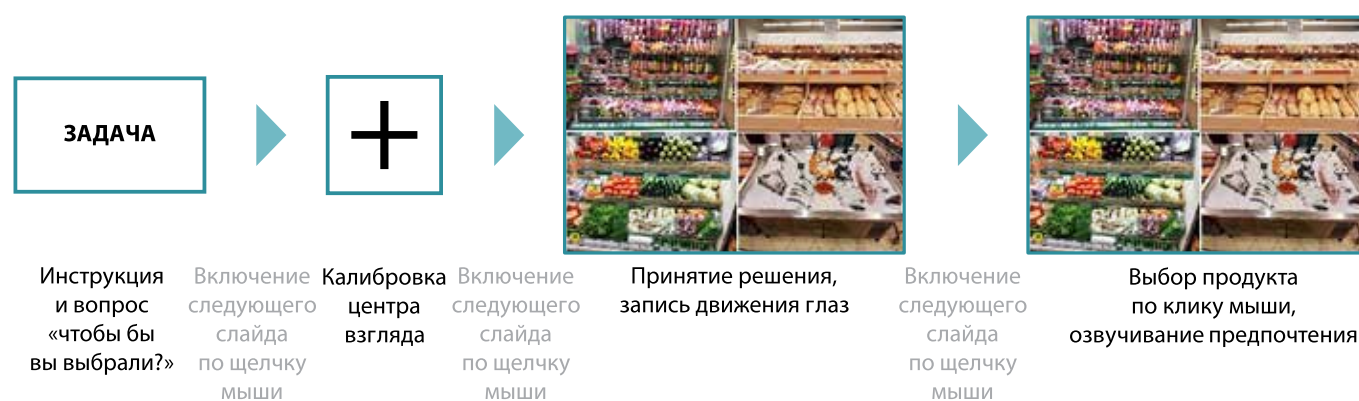 ЗАДАЧА
Инструкция
и вопрос
«чтобы бы
вы выбрали?»
Включение
следующего
слайда
по щелчку
мыши
Калибровка
центра
взгляда
Включение
следующего
слайда
по щелчку
мыши
Принятие решения,
запись движения глаз
Включение
следующего
слайда
по щелчку
мыши
Выбор продукта
по клику мыши,
озвучивание предпочтения